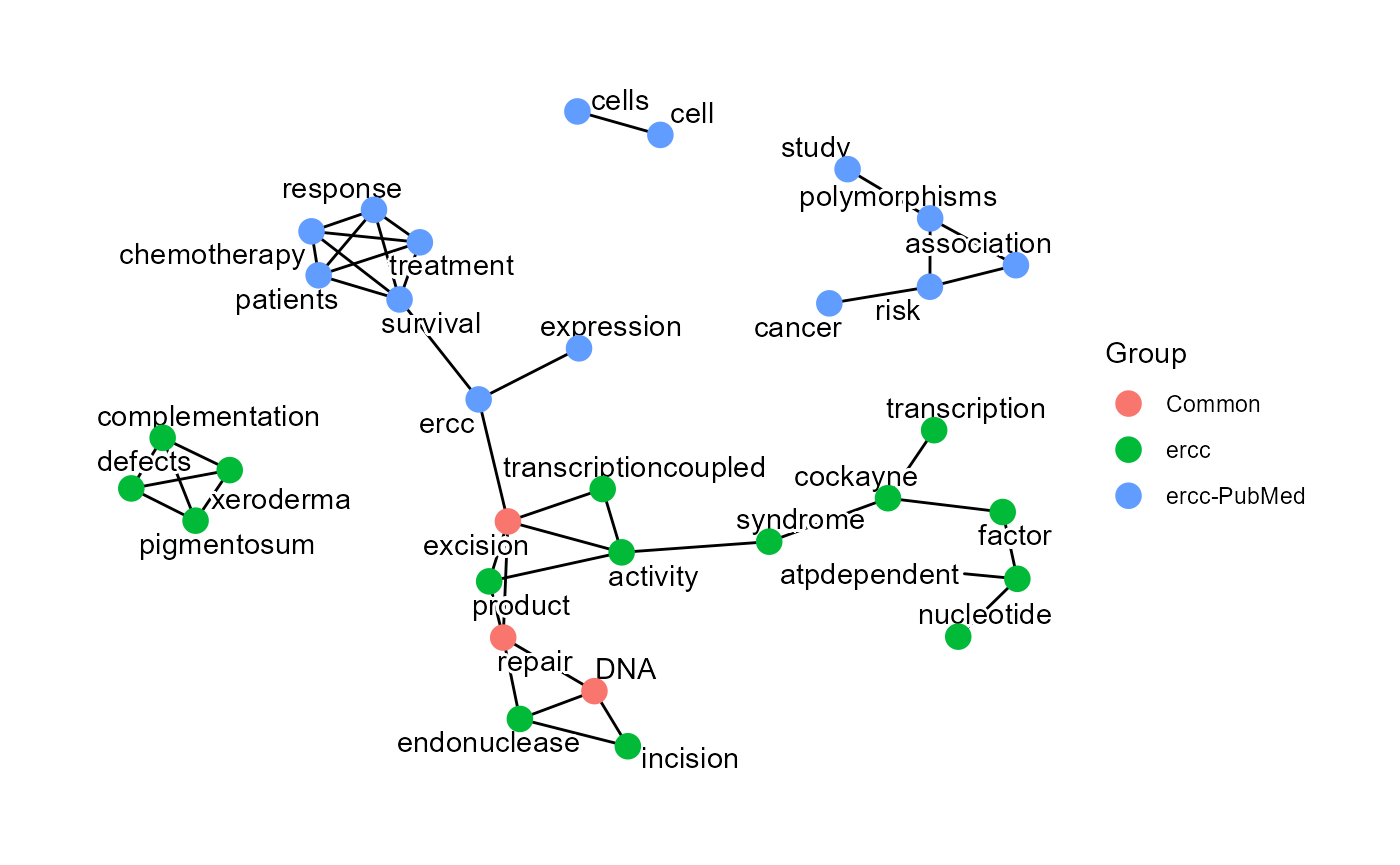 cells
cell
study
polymorphisms
association
risk
cancer
response
chemotherapy
treatment
patients
survival
expression
ercc
complementation
defects
xeroderma
pigmentosum
transcriptioncoupled
excision
activity
product
repair
DNA
endonuclease
incision
transcription
cockayne
syndrome
factor
atpdependent
nucleotide
Group
Common
ercc
ercc-PubMed